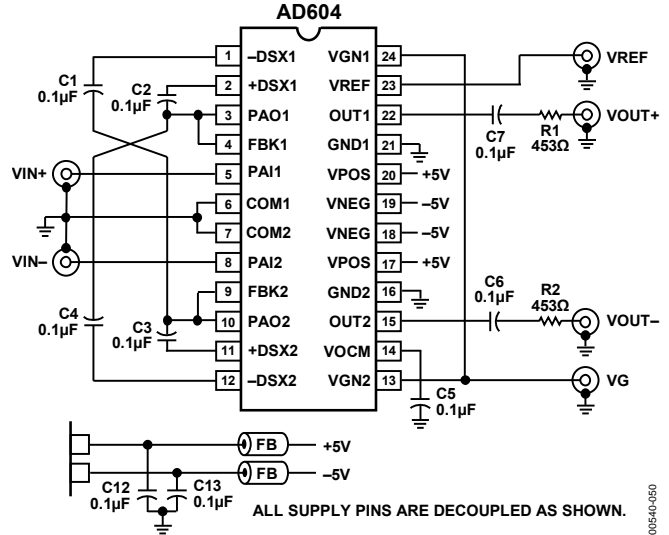 AD604
1 –DSX1 VGN1 24
2 +DSX1 VREF 23
3 PAO1 OUT1 22
4 FBK1 GND1 21
5 PAI1 VPOS 20 +5V
6 COM1 VNEG 19 –5V
7 COM2 VNEG 18 –5V
8 PAI2 VPOS 17 +5V
9 FBK2 GND2 16
10 PAO2 OUT2 15
11 +DSX2 VOCM 14
12 –DSX2 VGN2 13
C1
0.1µF
C2
0.1µF
VIN+
VIN–
C4
0.1µF
C3
0.1µF
VREF
VOUT+
C7
0.1µF
R1
453Ω
C6
0.1µF
R2
453Ω
VOUT–
VG
C5
0.1µF
FB +5V
FB –5V
C12
0.1µF
C13
0.1µF
ALL SUPPLY PINS ARE DECOUPLED AS SHOWN.
00540-050